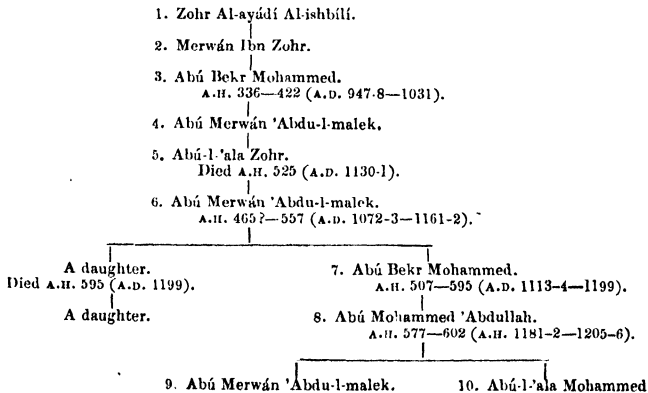 1. Zohr Al-ayádí Al-ishbílí.
2. Merwán Ibn Zohr.
3. Abú Bekr Mohammed.
A.H. 336—422 (A.D. 947-8—1031).
4. Abú Merwán 'Abdu-l-malek.
5. Abú-l-'ala Zohr.
Died A.H. 525 (A.D. 1130-1).
6. Abú Merwán 'Abdu-l-malek.
A.H. 465?—557 (A.D. 1072-3—1161-2).
A daughter.
Died A.H. 595 (A.D. 1199).
A daughter.
7. Abú Bekr Mohammed.
A.H. 507—595 (A.D. 1113-4—1199).
8. Abú Mohammed 'Abdullah.
A.H. 577—602 (A.H. 1181-2—1205-6).
9. Abú Merwán 'Abdu-l-malek.
10. Abú-l-'ala Mohammed